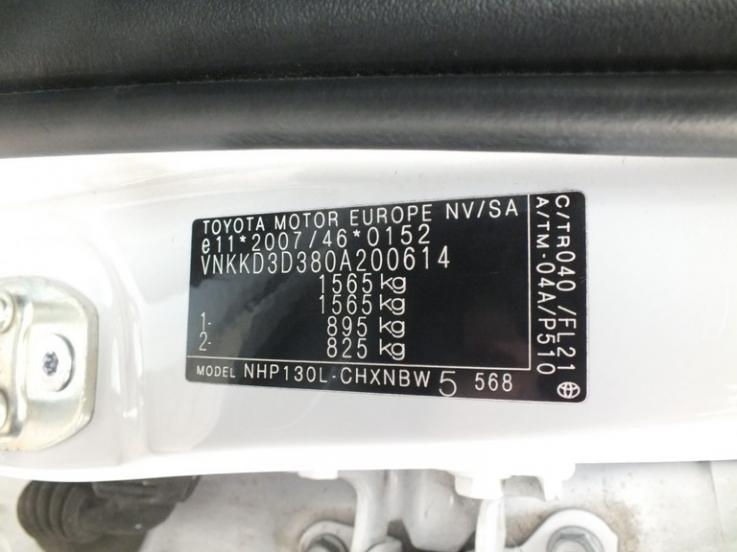 TOYOTA MOTOR EUROPE NV/SA
e11*2007/46*0152
VNKKD3D380A200614
1565 kg
1565 kg
1- 895 kg
2- 825 kg
MODEL NHP130L-CHXNBW 5 568
C/TR040 /FL21
A/TM-04A/P510